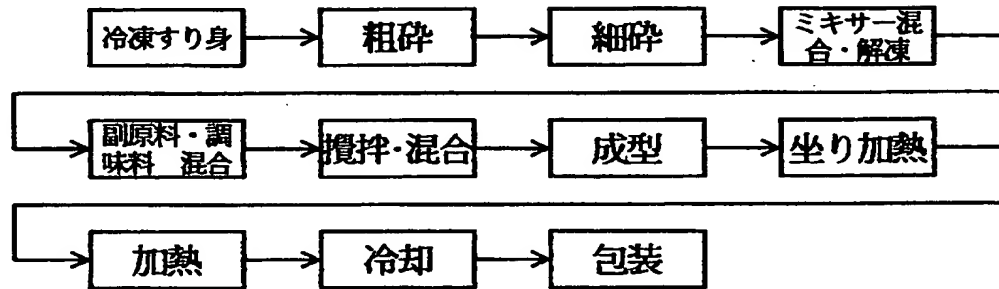 冷凍すり身
粗砕
細砕
ミキサー混
合・解凍
副原料・調
味料　混合
攪拌・混合
成型
坐り加熱
加熱
冷却
包装